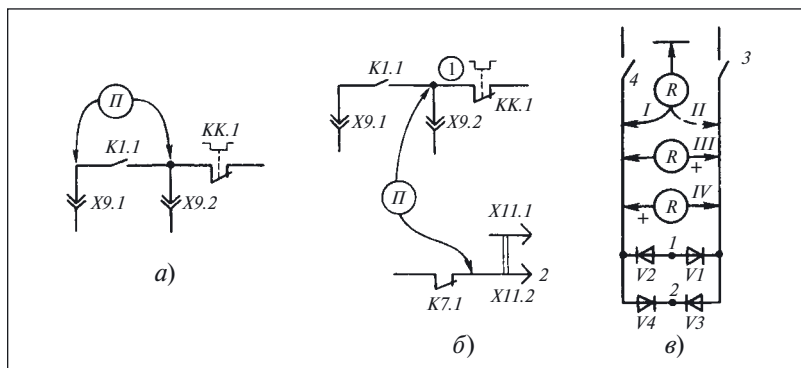 П
K1.1
KK.1
X9.1
X9.2
а)
1
K1.1
KK.1
X9.1
X9.2
П
X11.1
K7.1
X11.2
2
б)
4
3
R
I
II
R
III
+
R
IV
+
1
V2
V1
2
V4
V3
в)